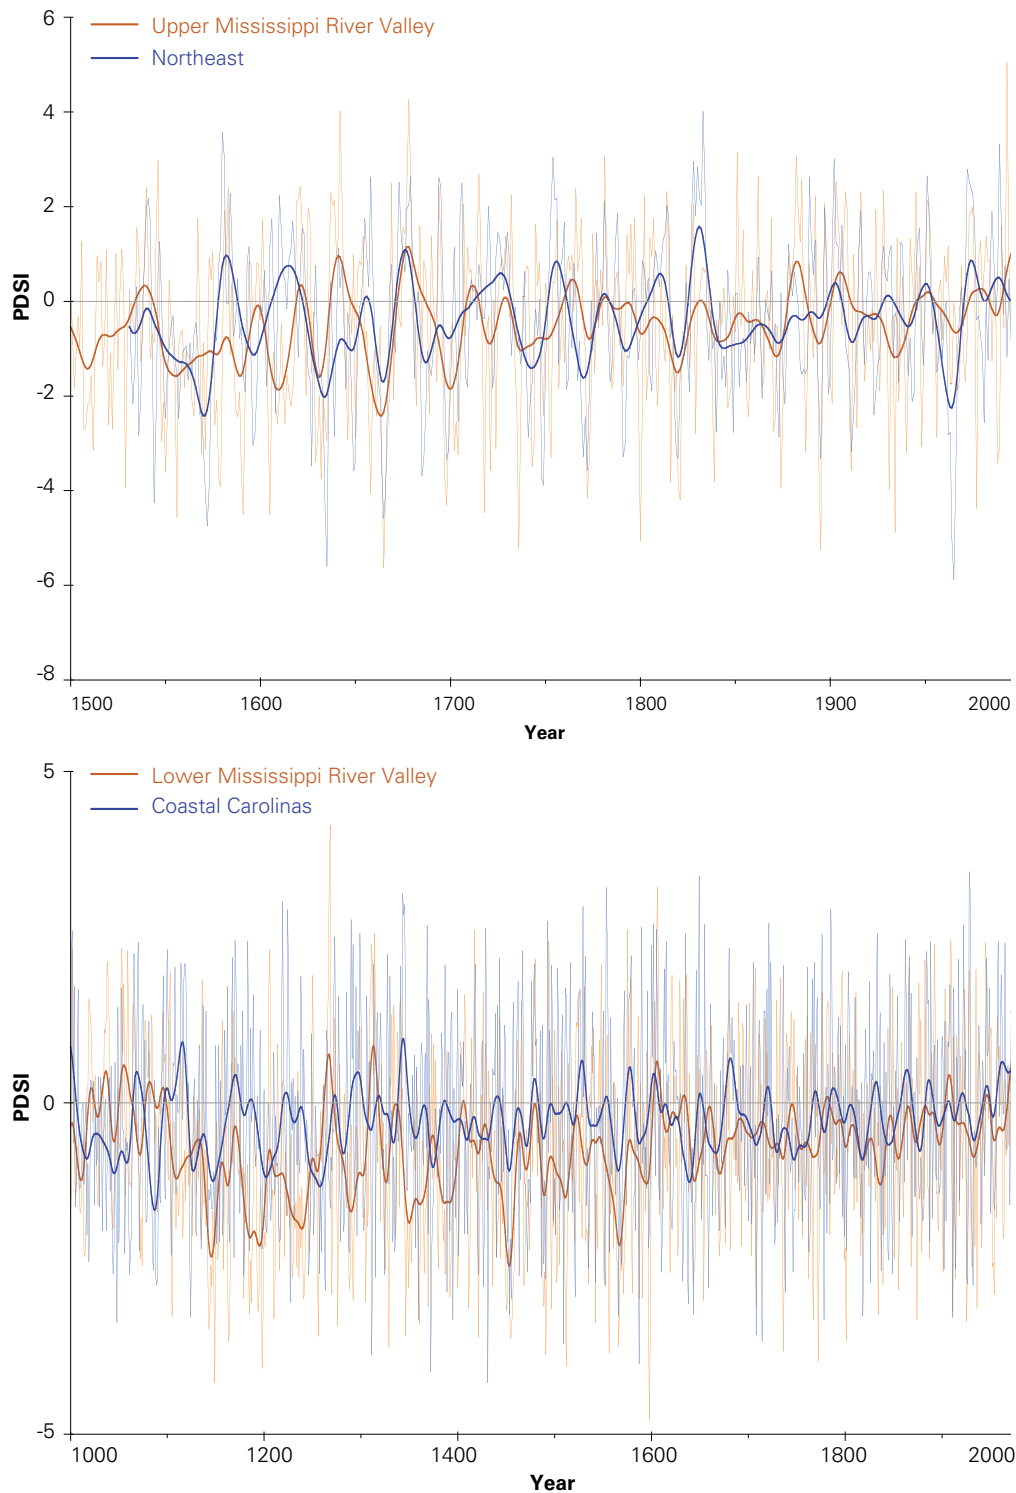 6
Upper Mississippi River Valley
Northeast
4
2
PDSI
0
-2
-4
-6
-8
1500 1600 1700 1800 1900 2000
Year
5
Lower Mississippi River Valley
Coastal Carolinas
PDSI
0
-5
1000 1200 1400 1600 1800 2000
Year